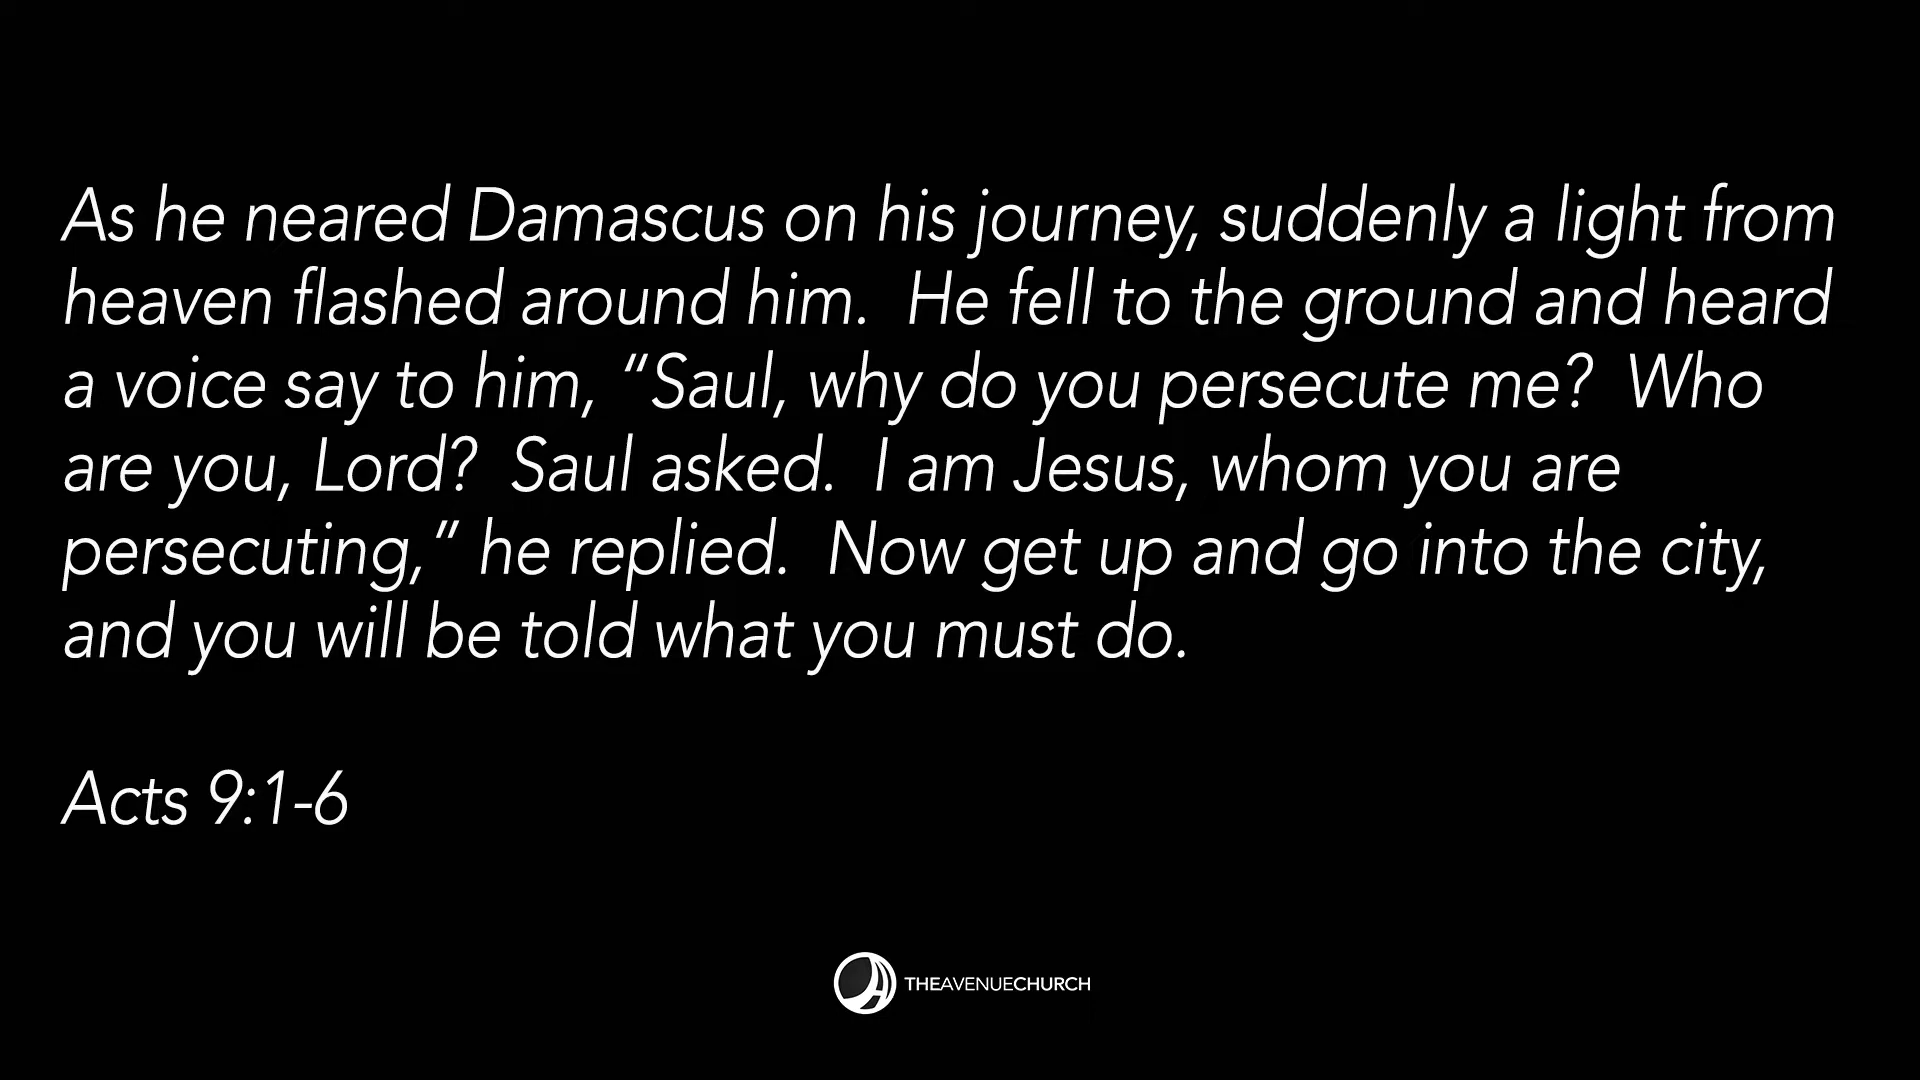 As he neared Damascus on his journey, suddenly a light from
heaven flashed around him.  He fell to the ground and heard
a voice say to him, “Saul, why do you persecute me?  Who
are you, Lord?  Saul asked.  I am Jesus, whom you are
persecuting,” he replied.  Now get up and go into the city,
and you will be told what you must do.
Acts 9:1-6
THEAVENUECHURCH